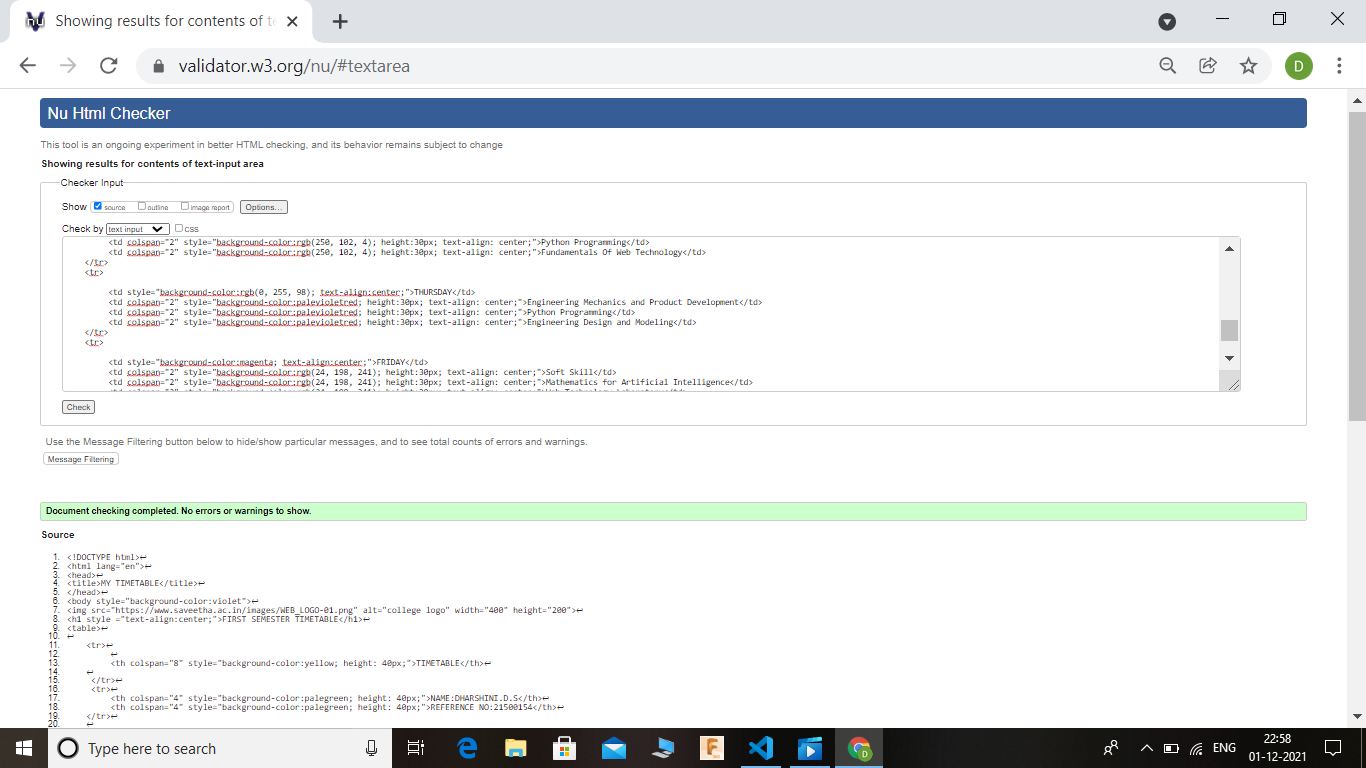 Showing results for contents of te
validator.w3.org/nu/#textarea
D
Nu Html Checker
This tool is an ongoing experiment in better HTML checking, and its behavior remains subject to change
Showing results for contents of text-input area
Checker Input
Show source outline image report Options...
Check by text input css
<td colspan="2" style="background-color:rgb(250, 102, 4); height:30px; text-align: center;">Python Programming</td>
<td colspan="2" style="background-color:rgb(250, 102, 4); height:30px; text-align: center;">Fundamentals Of Web Technology</td>
</tr>
<tr>
<td style="background-color:rgb(0, 255, 98); text-align:center;">THURSDAY</td>
<td colspan="2" style="background-color:palevioletred; height:30px; text-align: center;">Engineering Mechanics and Product Development</td>
<td colspan="2" style="background-color:palevioletred; height:30px; text-align: center;">Python Programming</td>
<td colspan="2" style="background-color:palevioletred; height:30px; text-align: center;">Engineering Design and Modeling</td>
</tr>
<tr>
<td style="background-color:magenta; text-align:center;">FRIDAY</td>
<td colspan="2" style="background-color:rgb(24, 198, 241); height:30px; text-align: center;">Soft Skill</td>
<td colspan="2" style="background-color:rgb(24, 198, 241); height:30px; text-align: center;">Mathematics for Artificial Intelligence</td>
Check
Use the Message Filtering button below to hide/show particular messages, and to see total counts of errors and warnings.
Message Filtering
Document checking completed. No errors or warnings to show.
Source
1. <!DOCTYPE html>↩
2. <html lang="en">↩
3. <head>↩
4. <title>MY TIMETABLE</title>↩
5. </head>↩
6. <body style="background-color:violet">↩
7. <img src="https://www.saveetha.ac.in/images/WEB_LOGO-01.png" alt="college logo" width="400" height="200">↩
8. <h1 style ="text-align:center;">FIRST SEMESTER TIMETABLE</h1>↩
9. <table>↩
10. ↩
11. <tr>↩
12. ↩
13. <th colspan="8" style="background-color:yellow; height: 40px;">TIMETABLE</th>↩
14. ↩
15. </tr>↩
16. <tr>↩
17. <th colspan="4" style="background-color:palegreen; height: 40px;">NAME:DHARSHINI.D.S</th>↩
18. <th colspan="4" style="background-color:palegreen; height: 40px;">REFERENCE NO:21500154</th>↩
19. </tr>↩
20. ↩
Type here to search
ENG
22:58
01-12-2021